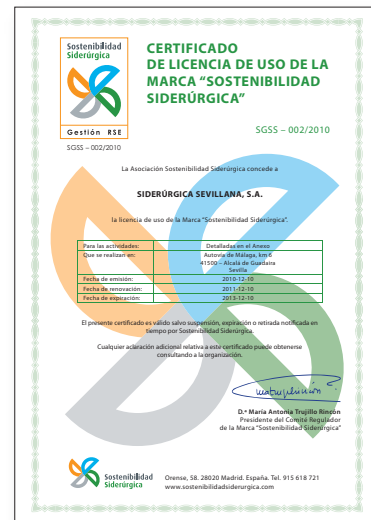 Sostenibilidad
Siderúrgica
Gestión RSE
SGSS – 002/2010
CERTIFICADO
DE LICENCIA DE USO DE LA
MARCA “SOSTENIBILIDAD
SIDERÚRGICA”
SGSS – 002/2010
La Asociación Sostenibilidad Siderúrgica concede a
SIDERÚRGICA SEVILLANA, S.A.
la licencia de uso de la Marca “Sostenibilidad Siderúrgica”.
Para las actividades: Detalladas en el Anexo
Que se realizan en: Autovía de Málaga, km 6
41500 – Alcalá de Guadaira
Sevilla
Fecha de emisión: 2010-12-10
Fecha de renovación: 2011-12-10
Fecha de expiración: 2013-12-10
El presente certificado es válido salvo suspensión, expiración o retirada notificada en
tiempo por Sostenibilidad Siderúrgica.
Cualquier aclaración adicional relativa a este certificado puede obtenerse
consultando a la organización.
D.ª María Antonia Trujillo Rincón
Presidente del Comité Regulador
de la Marca “Sostenibilidad Siderúrgica”
Sostenibilidad
Siderúrgica
Orense, 58. 28020 Madrid. España. Tel. 915 618 721
www.sostenibilidadsiderurgica.com